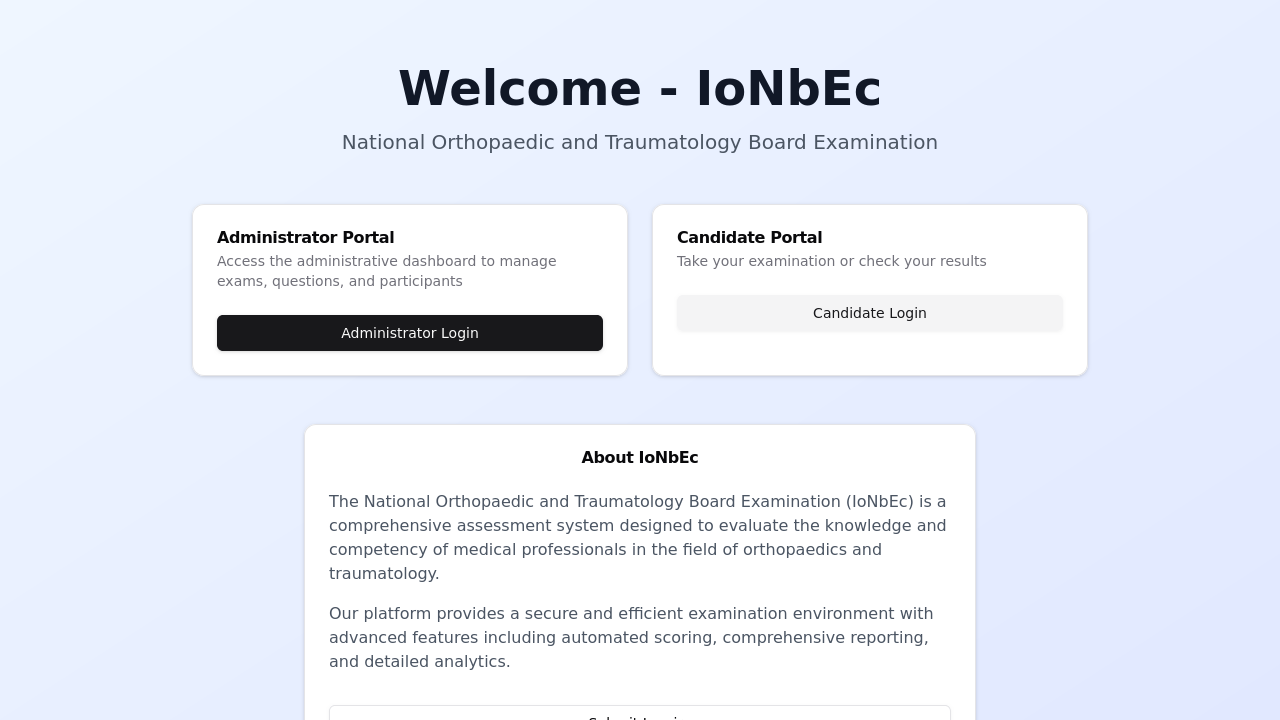 Welcome - IoNbEc
National Orthopaedic and Traumatology Board Examination
Administrator Portal
Access the administrative dashboard to manage
exams, questions, and participants
Administrator Login
Candidate Portal
Take your examination or check your results
Candidate Login
About IoNbEc
The National Orthopaedic and Traumatology Board Examination (IoNbEc) is a
comprehensive assessment system designed to evaluate the knowledge and
competency of medical professionals in the field of orthopaedics and
traumatology.
Our platform provides a secure and efficient examination environment with
advanced features including automated scoring, comprehensive reporting,
and detailed analytics.
Submit